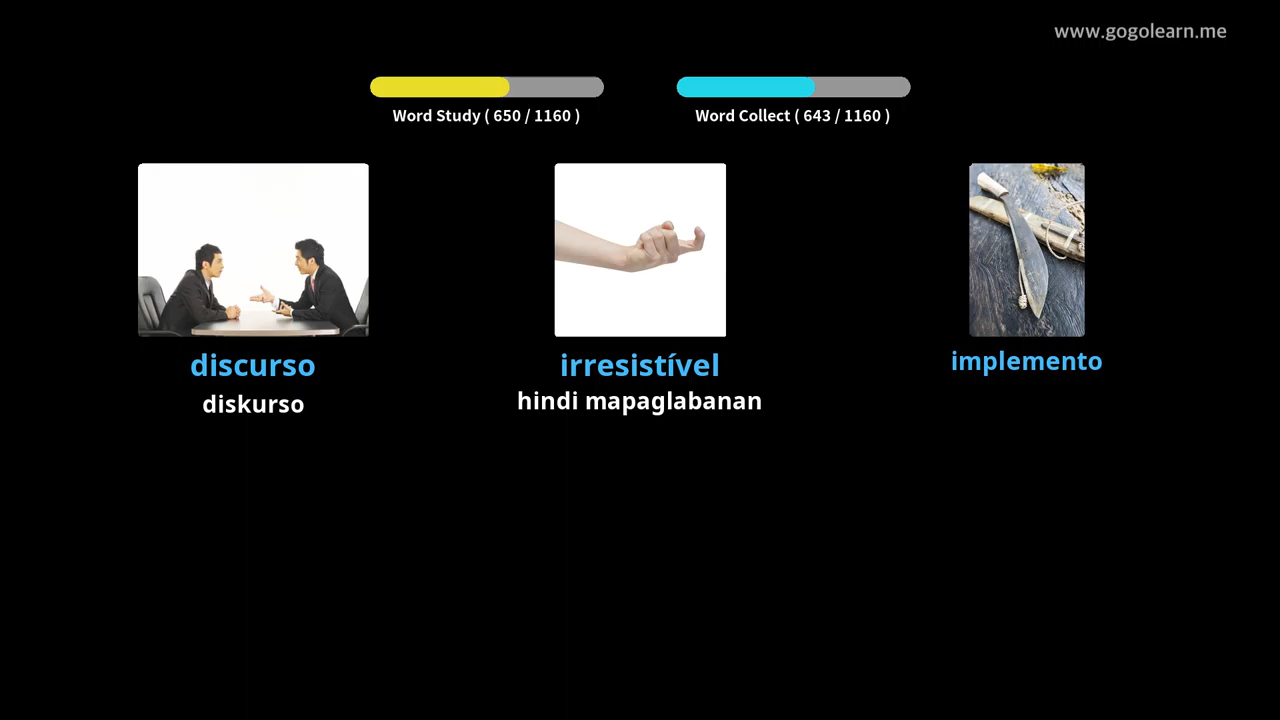 www.gogolearn.me
Word Study ( 650 / 1160 )
Word Collect ( 643 / 1160 )
discurso
diskurso
irresistível
hindi mapaglabanan
implemento